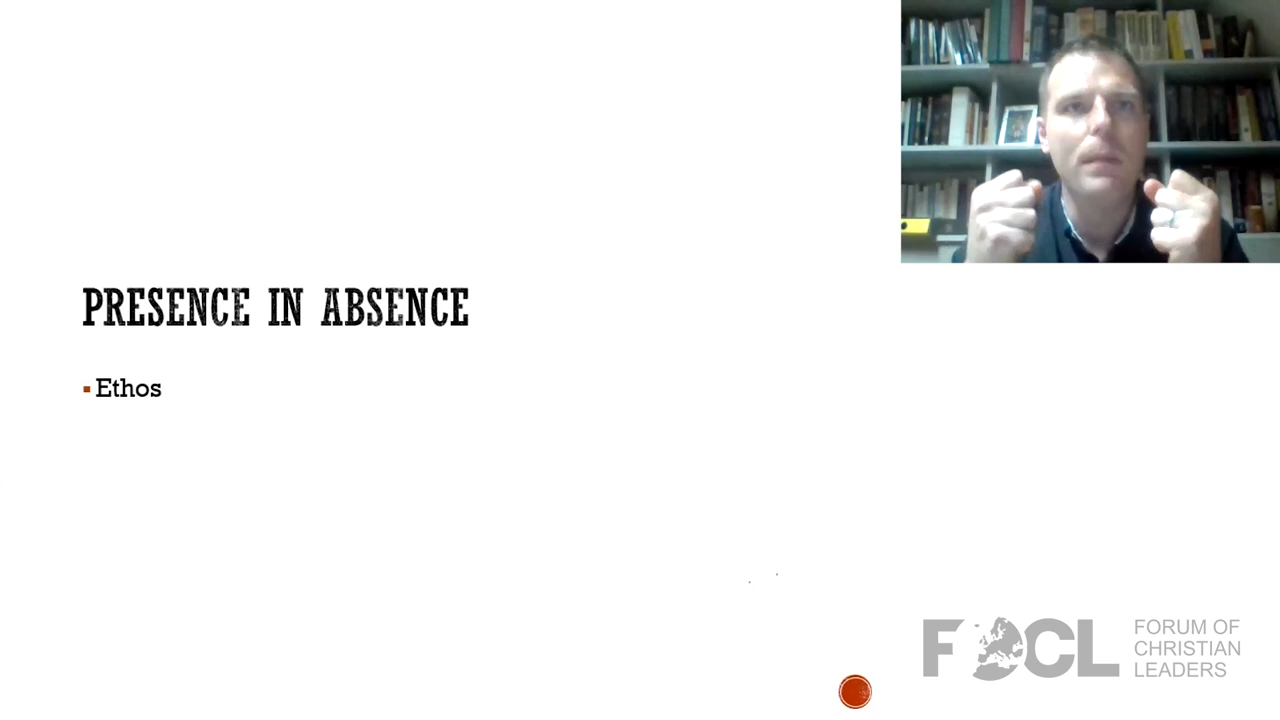 PRESENCE IN ABSENCE
Ethos
FOCL
FORUM OF
CHRISTIAN
LEADERS